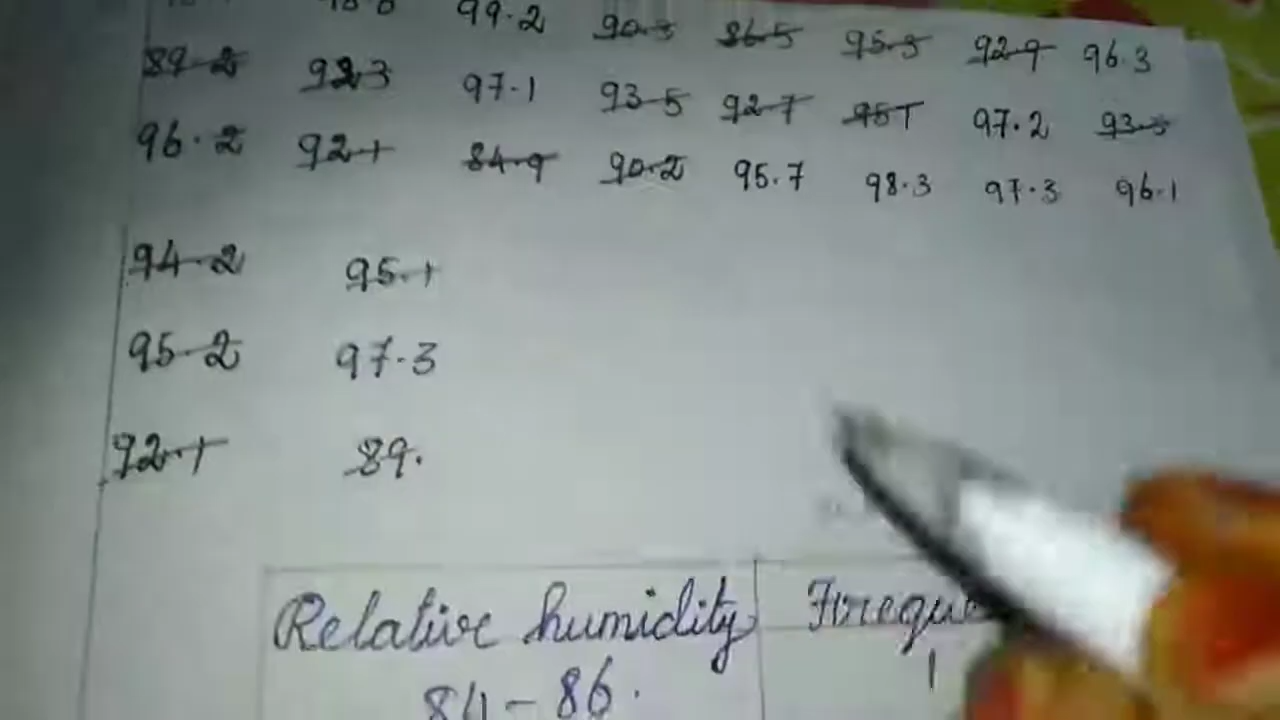 99.2 90.3 86.5 95.3 92.9 96.3
89.2 92.3 97.1 93.5 92.7 95.1 97.2 93.3
96.2 92.1 84.9 90.2 95.7 98.3 97.3 96.1
94.2 95.1
95.2 97.3
92.1 89.
Relative humidity Frequ
84-86. 1